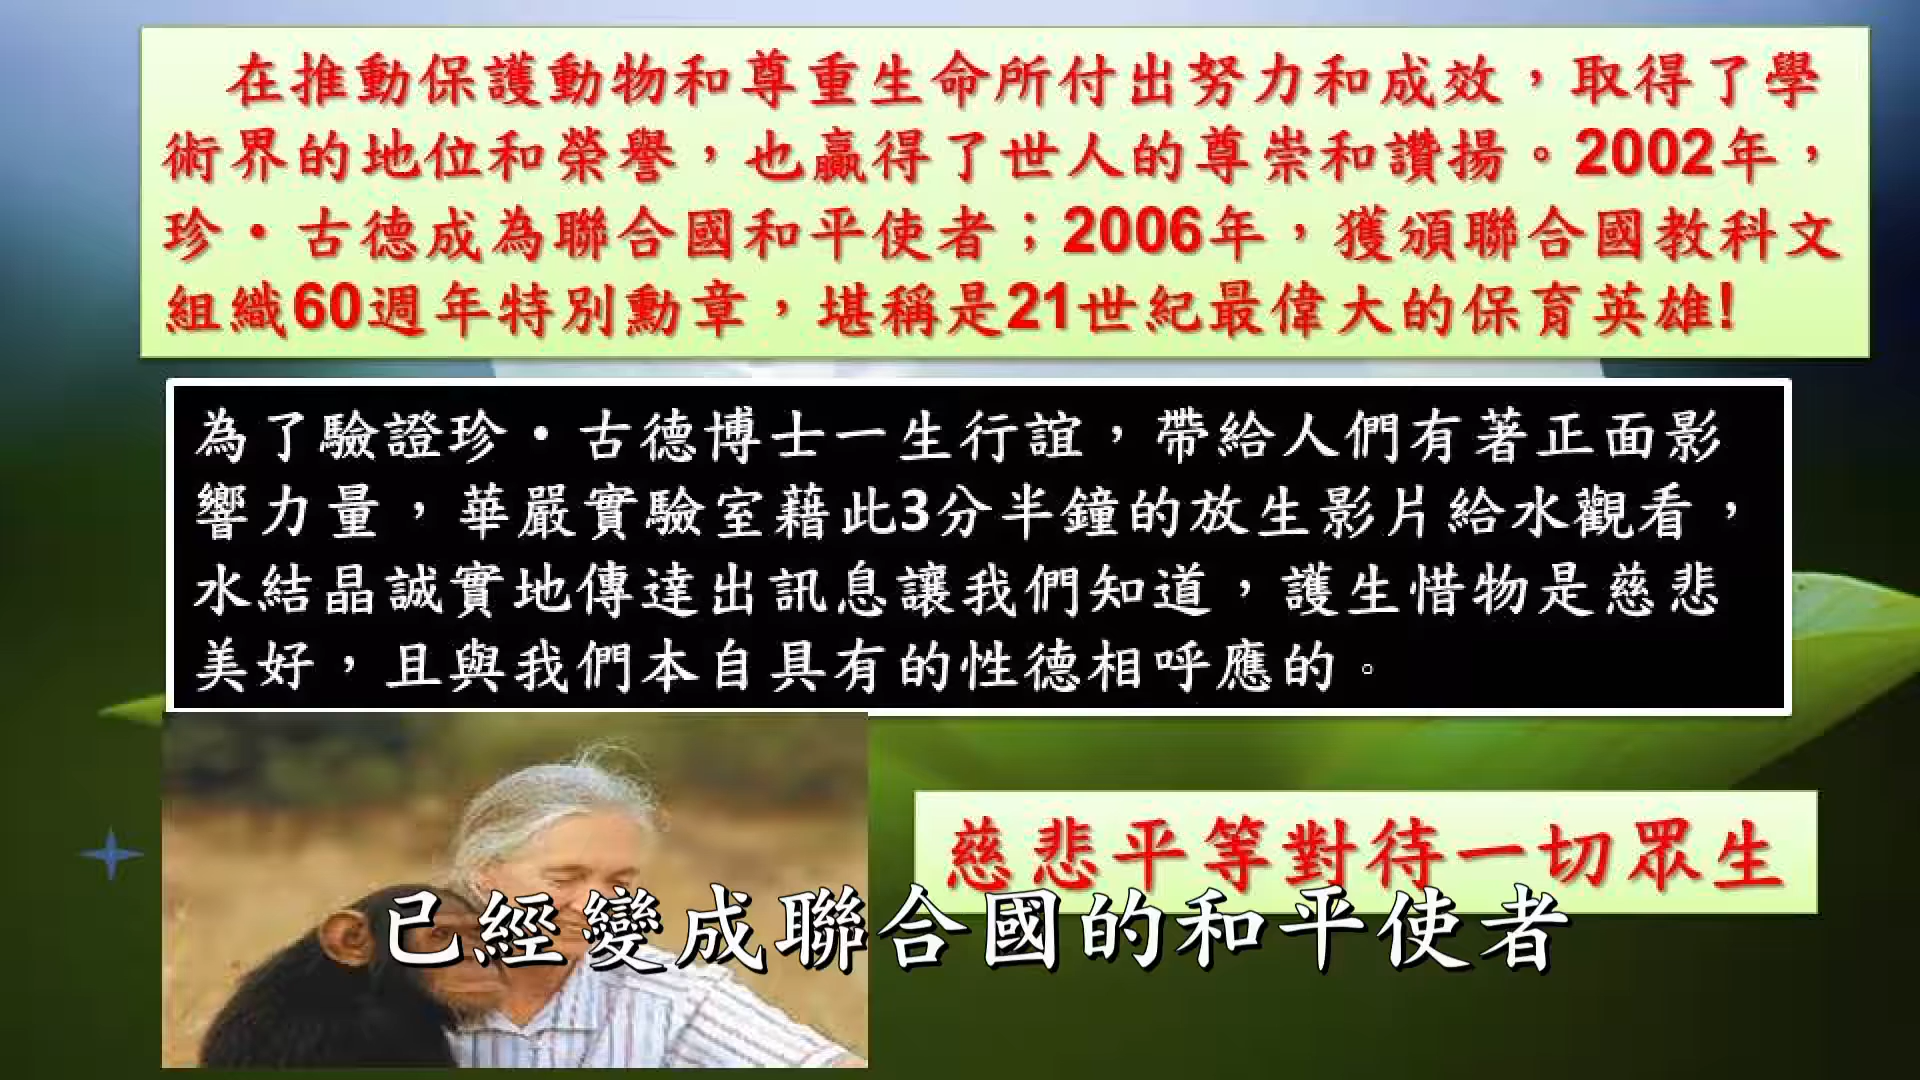 在推動保護動物和尊重生命所付出努力和成效，取得了學
術界的地位和榮譽，也贏得了世人的尊崇和讚揚。2002年，
珍・古德成為聯合國和平使者；2006年，獲頒聯合國教科文
組織60週年特別勳章，堪稱是21世紀最偉大的保育英雄!
為了驗證珍・古德博士一生行誼，帶給人們有著正面影
響力量，華嚴實驗室藉此3分半鐘的放生影片給水觀看，
水結晶誠實地傳達出訊息讓我們知道，護生惜物是慈悲
美好，且與我們本自具有的性德相呼應的。
慈悲平等對待一切眾生
已經變成聯合國的和平使者